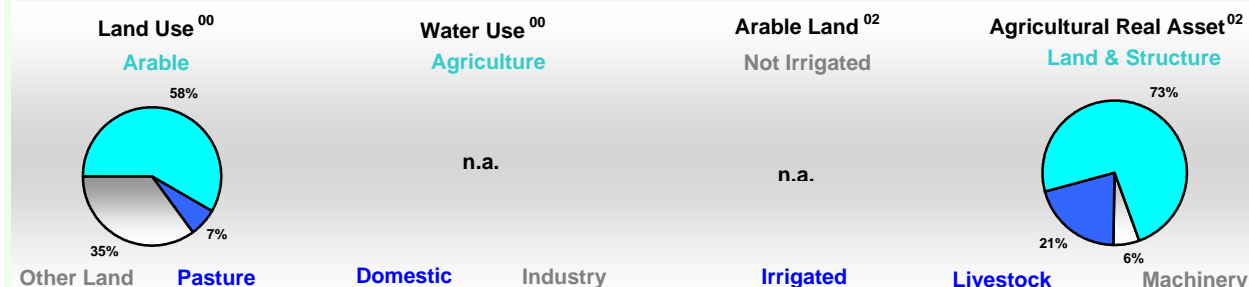 Land Use 00
Arable
58%
7%
35%
Other Land Pasture
Water Use 00
Agriculture
n.a.
Domestic Industry
Arable Land 02
Not Irrigated
n.a.
Irrigated
Agricultural Real Asset 02
Land & Structure
73%
21%
6%
Livestock Machinery